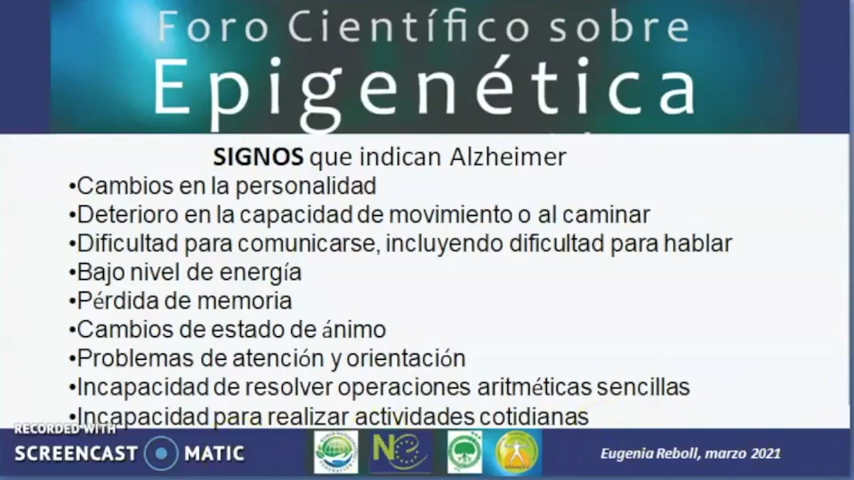 Foro Científico sobre
Epigenética
SIGNOS que indican Alzheimer
•Cambios en la personalidad
•Deterioro en la capacidad de movimiento o al caminar
•Dificultad para comunicarse, incluyendo dificultad para hablar
•Bajo nivel de energía
•Pérdida de memoria
•Cambios de estado de ánimo
•Problemas de atención y orientación
•Incapacidad de resolver operaciones aritméticas sencillas
•Incapacidad para realizar actividades cotidianas
RECORDED WITH
SCREENCAST MATIC
Eugenia Reboll, marzo 2021